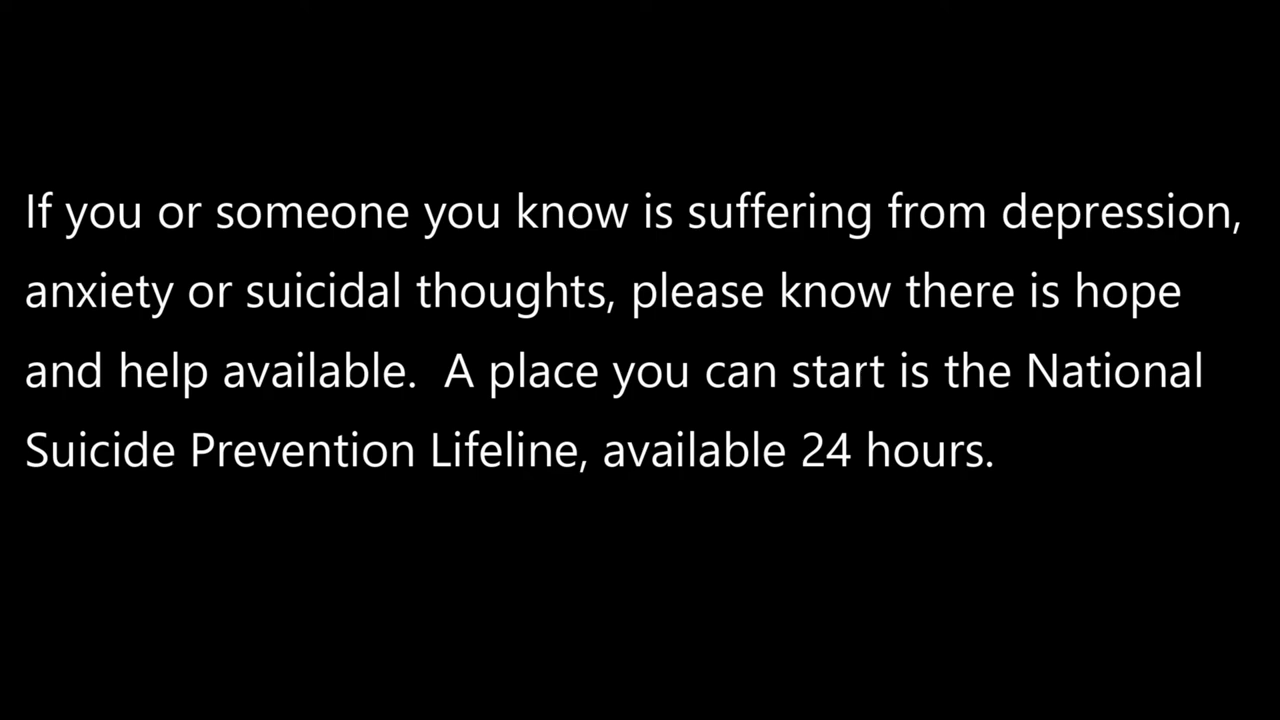 If you or someone you know is suffering from depression,
anxiety or suicidal thoughts, please know there is hope
and help available.  A place you can start is the National
Suicide Prevention Lifeline, available 24 hours.